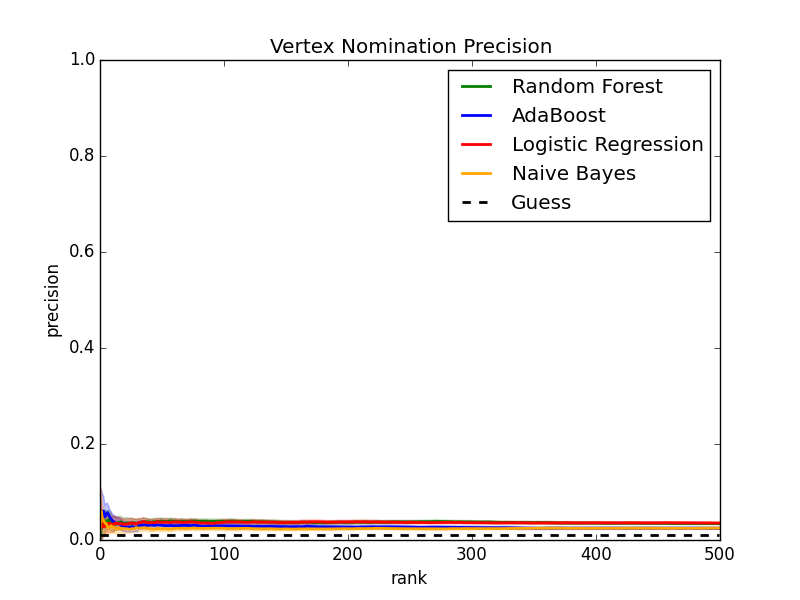 Vertex Nomination Precision
1.0
0.8
0.6
0.4
0.2
0.0
precision
Random Forest
AdaBoost
Logistic Regression
Naive Bayes
Guess
0 100 200 300 400 500
rank